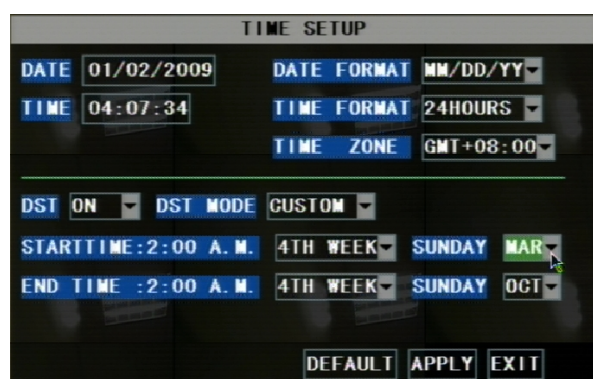 TIME SETUP
DATE 01/02/2009 DATE FORMAT MM/DD/YY
TIME 04:07:34 TIME FORMAT 24HOURS
TIME ZONE GMT+08:00
DST ON DST MODE CUSTOM
STARTTIME:2:00 A.M. 4TH WEEK SUNDAY MAR
END TIME :2:00 A.M. 4TH WEEK SUNDAY OCT
DEFAULT APPLY EXIT